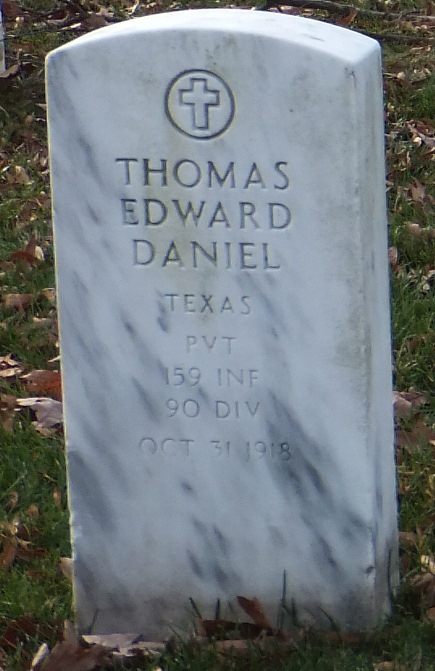 THOMAS
EDWARD
DANIEL
TEXAS
PVT
159 INF
90 DIV
OCT 31 1918